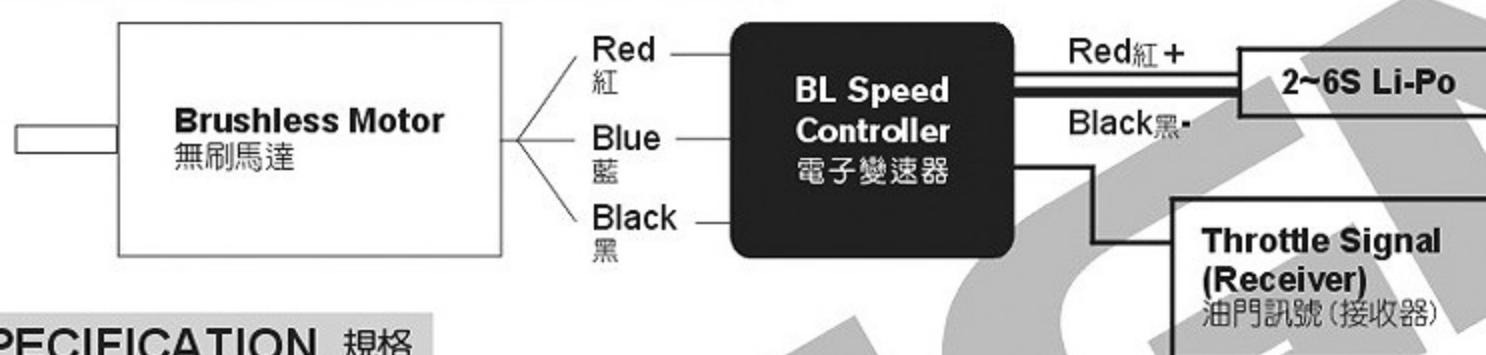 Brushless Motor
無刷馬達
Red
紅
Blue
藍
Black
黑
BL Speed
Controller
電子變速器
Red紅+
Black黑-
2~6S Li-Po
Throttle Signal
(Receiver)
油門訊號(接收器)
PECIFICATION 規格